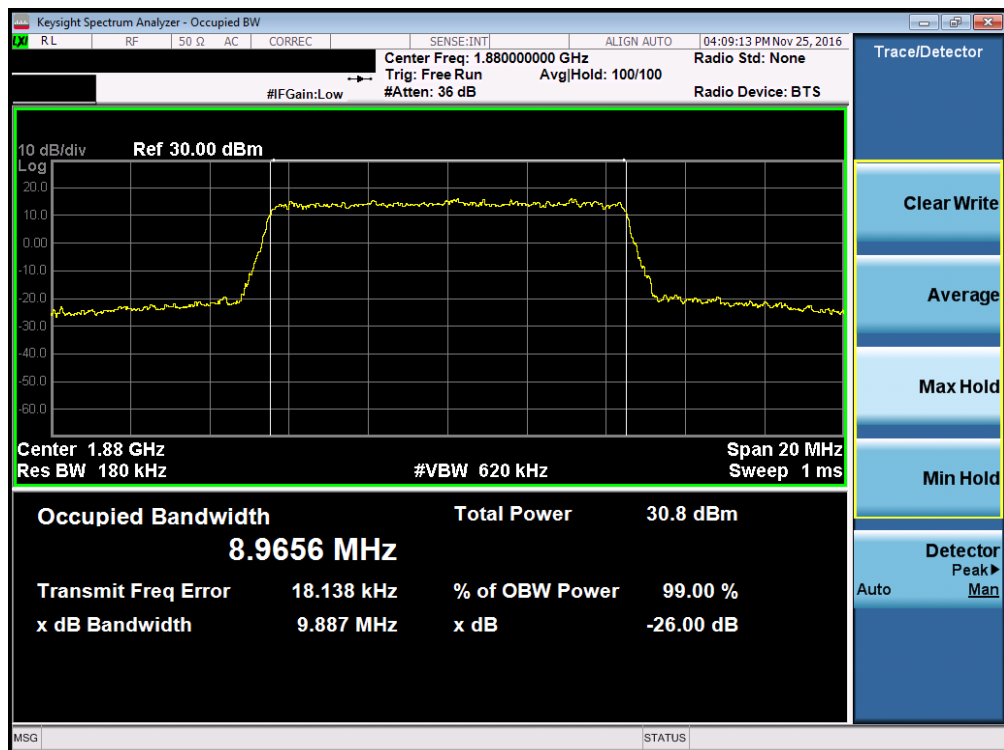 Keysight Spectrum Analyzer - Occupied BW
LXI RL RF 50 Ω AC CORREC SENSE:INT ALIGN AUTO 04:09:13 PM Nov 25, 2016
Center Freq: 1.880000000 GHz Radio Std: None
Trig: Free Run Avg|Hold: 100/100
#IFGain:Low #Atten: 36 dB Radio Device: BTS
10 dB/div Ref 30.00 dBm
Log
20.0
10.0
0.00
-10.0
-20.0
-30.0
-40.0
-50.0
-60.0
Center 1.88 GHz Span 20 MHz
Res BW 180 kHz #VBW 620 kHz Sweep 1 ms
Occupied Bandwidth Total Power 30.8 dBm
8.9656 MHz
Transmit Freq Error 18.138 kHz % of OBW Power 99.00 %
x dB Bandwidth 9.887 MHz x dB -26.00 dB
Trace/Detector
Clear Write
Average
Max Hold
Min Hold
Detector
Peak▶
Auto Man
MSG STATUS